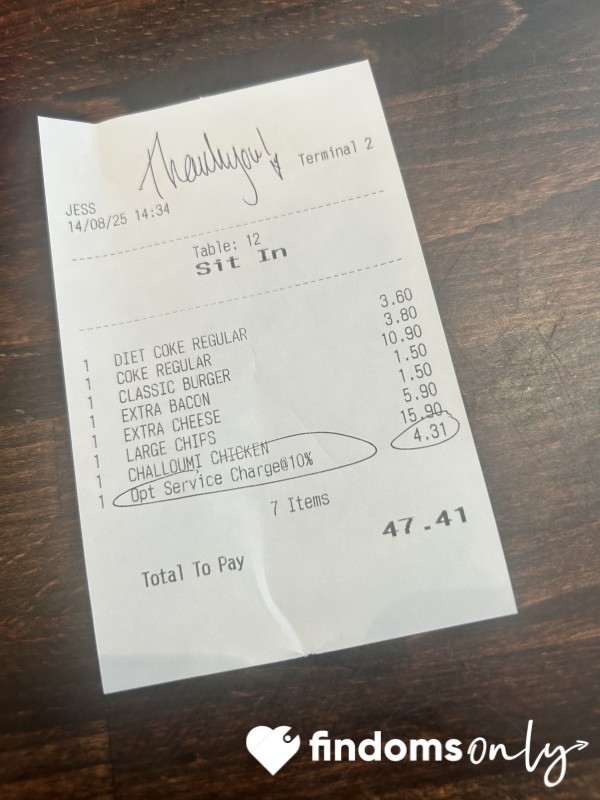 Thankyou!
Terminal 2
JESS
14/08/25 14:34
Table: 12
Sit In
1 DIET COKE REGULAR 3.60
1 COKE REGULAR 3.80
1 CLASSIC BURGER 10.90
1 EXTRA BACON 1.50
1 EXTRA CHEESE 1.50
1 LARGE CHIPS 5.90
1 CHALLOUMI CHICKEN 15.90
1 Opt Service Charge@10% 4.31
7 Items
Total To Pay 47.41
findomsonly